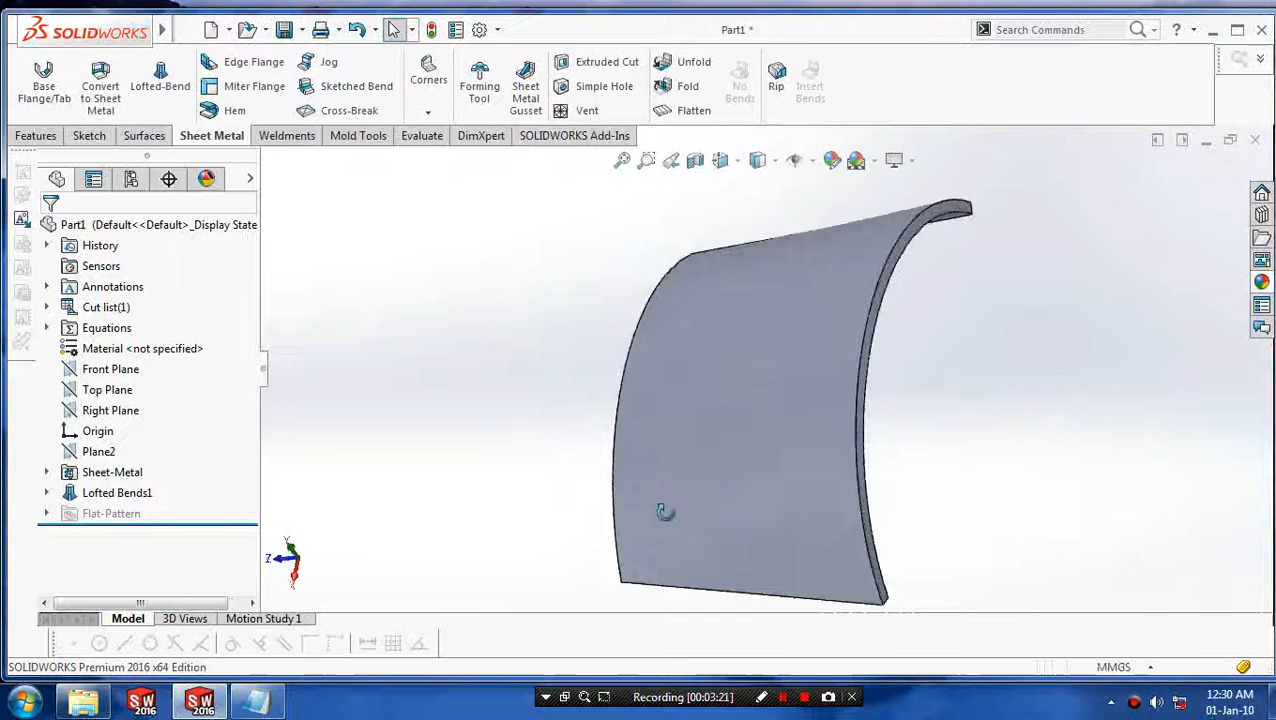 SOLIDWORKS
Part1 *
Search Commands
Base Flange/Tab
Convert to Sheet Metal
Lofted-Bend
Edge Flange
Miter Flange
Hem
Jog
Sketched Bend
Cross-Break
Corners
Forming Tool
Sheet Metal Gusset
Extruded Cut
Simple Hole
Vent
Unfold
Fold
Flatten
No Bends
Rip
Insert Bends
Features Sketch Surfaces Sheet Metal Weldments Mold Tools Evaluate DimXpert SOLIDWORKS Add-Ins
Part1 (Default<<Default>_Display State
History
Sensors
Annotations
Cut list(1)
Equations
Material <not specified>
Front Plane
Top Plane
Right Plane
Origin
Plane2
Sheet-Metal
Lofted Bends1
Flat-Pattern
Y
Z
X
Model 3D Views Motion Study 1
SOLIDWORKS Premium 2016 x64 Edition
MMGS
SW 2016
SW 2016
Recording [00:03:21]
12:30 AM
01-Jan-10